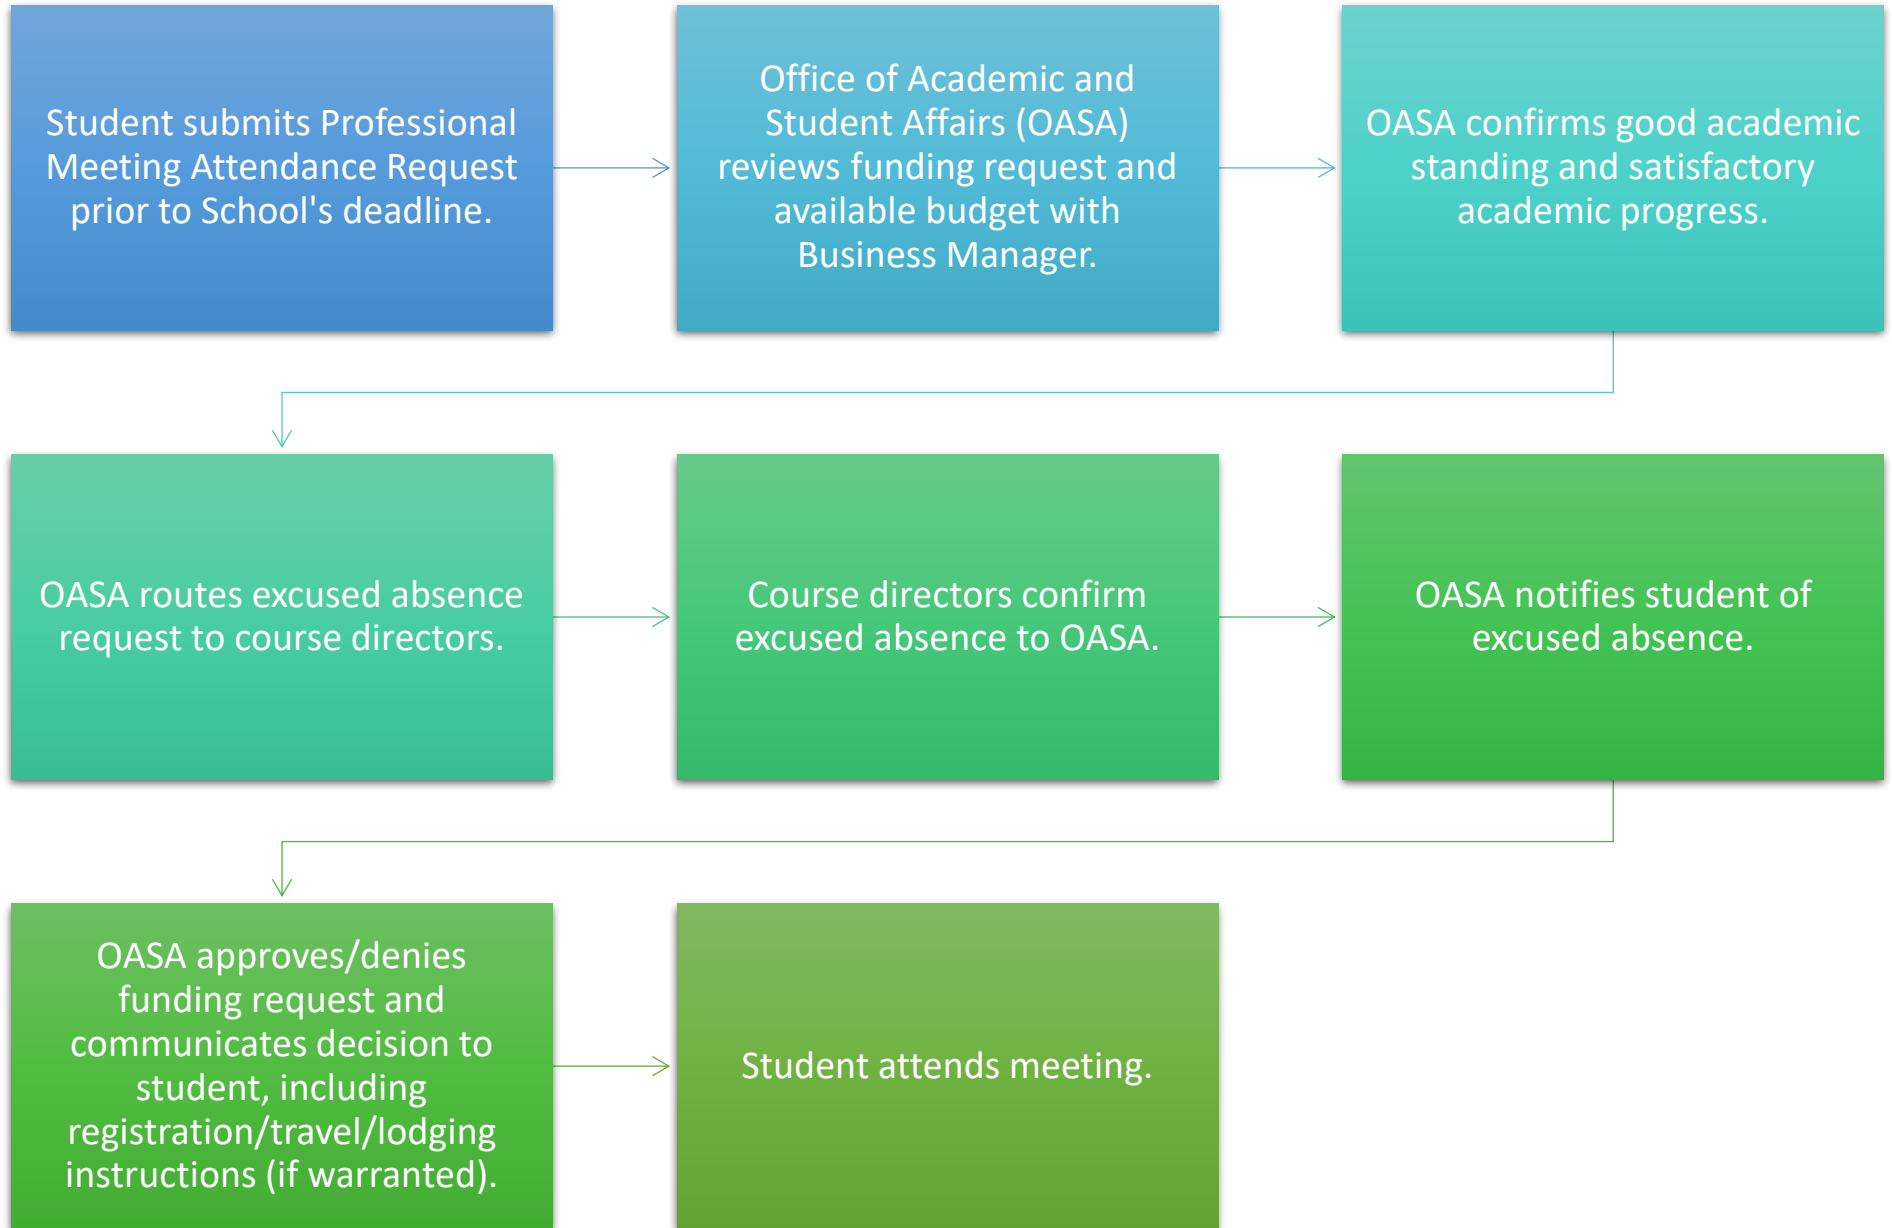 Student submits Professional
Meeting Attendance Request
prior to School's deadline.
Office of Academic and
Student Affairs (OASA)
reviews funding request and
available budget with
Business Manager.
OASA confirms good academic
standing and satisfactory
academic progress.
OASA routes excused absence
request to course directors.
Course directors confirm
excused absence to OASA.
OASA notifies student of
excused absence.
OASA approves/denies
funding request and
communicates decision to
student, including
registration/travel/lodging
instructions (if warranted).
Student attends meeting.